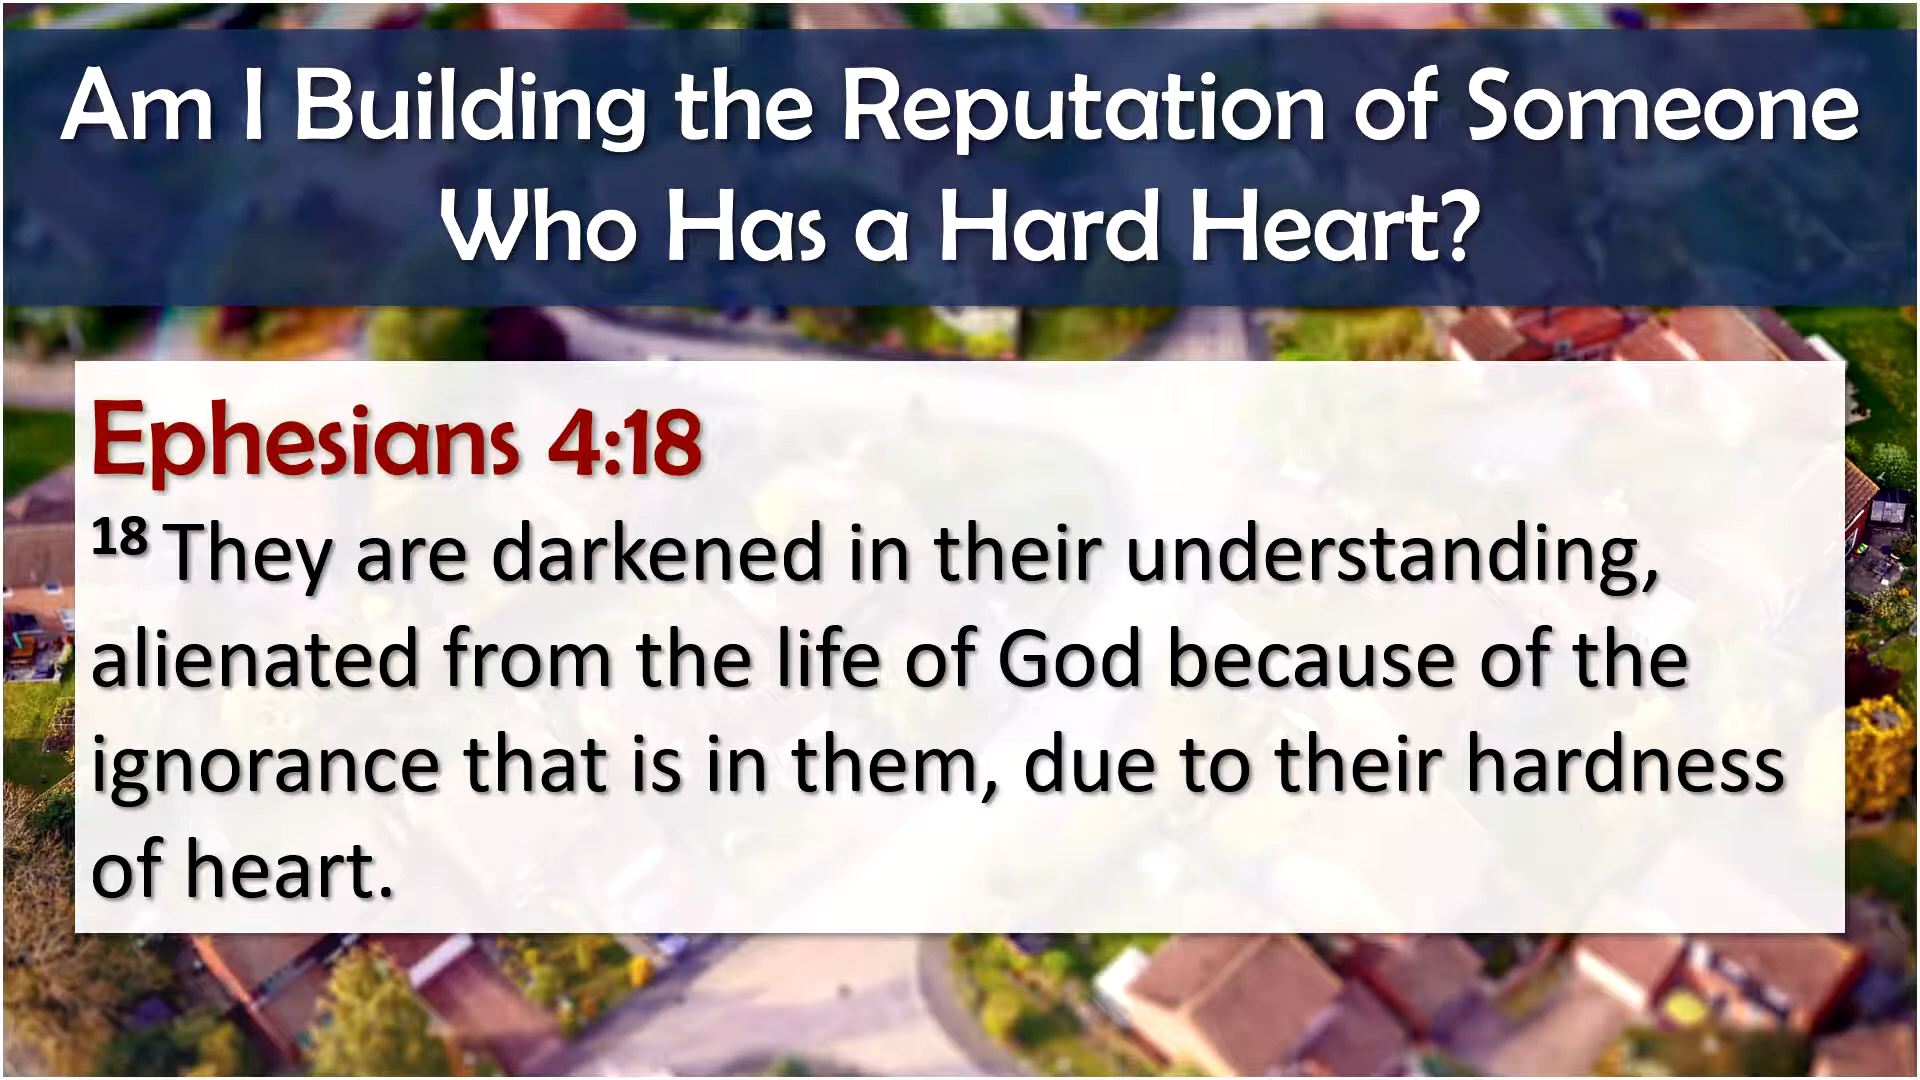 Am I Building the Reputation of Someone
Who Has a Hard Heart?
Ephesians 4:18
18 They are darkened in their understanding,
alienated from the life of God because of the
ignorance that is in them, due to their hardness
of heart.